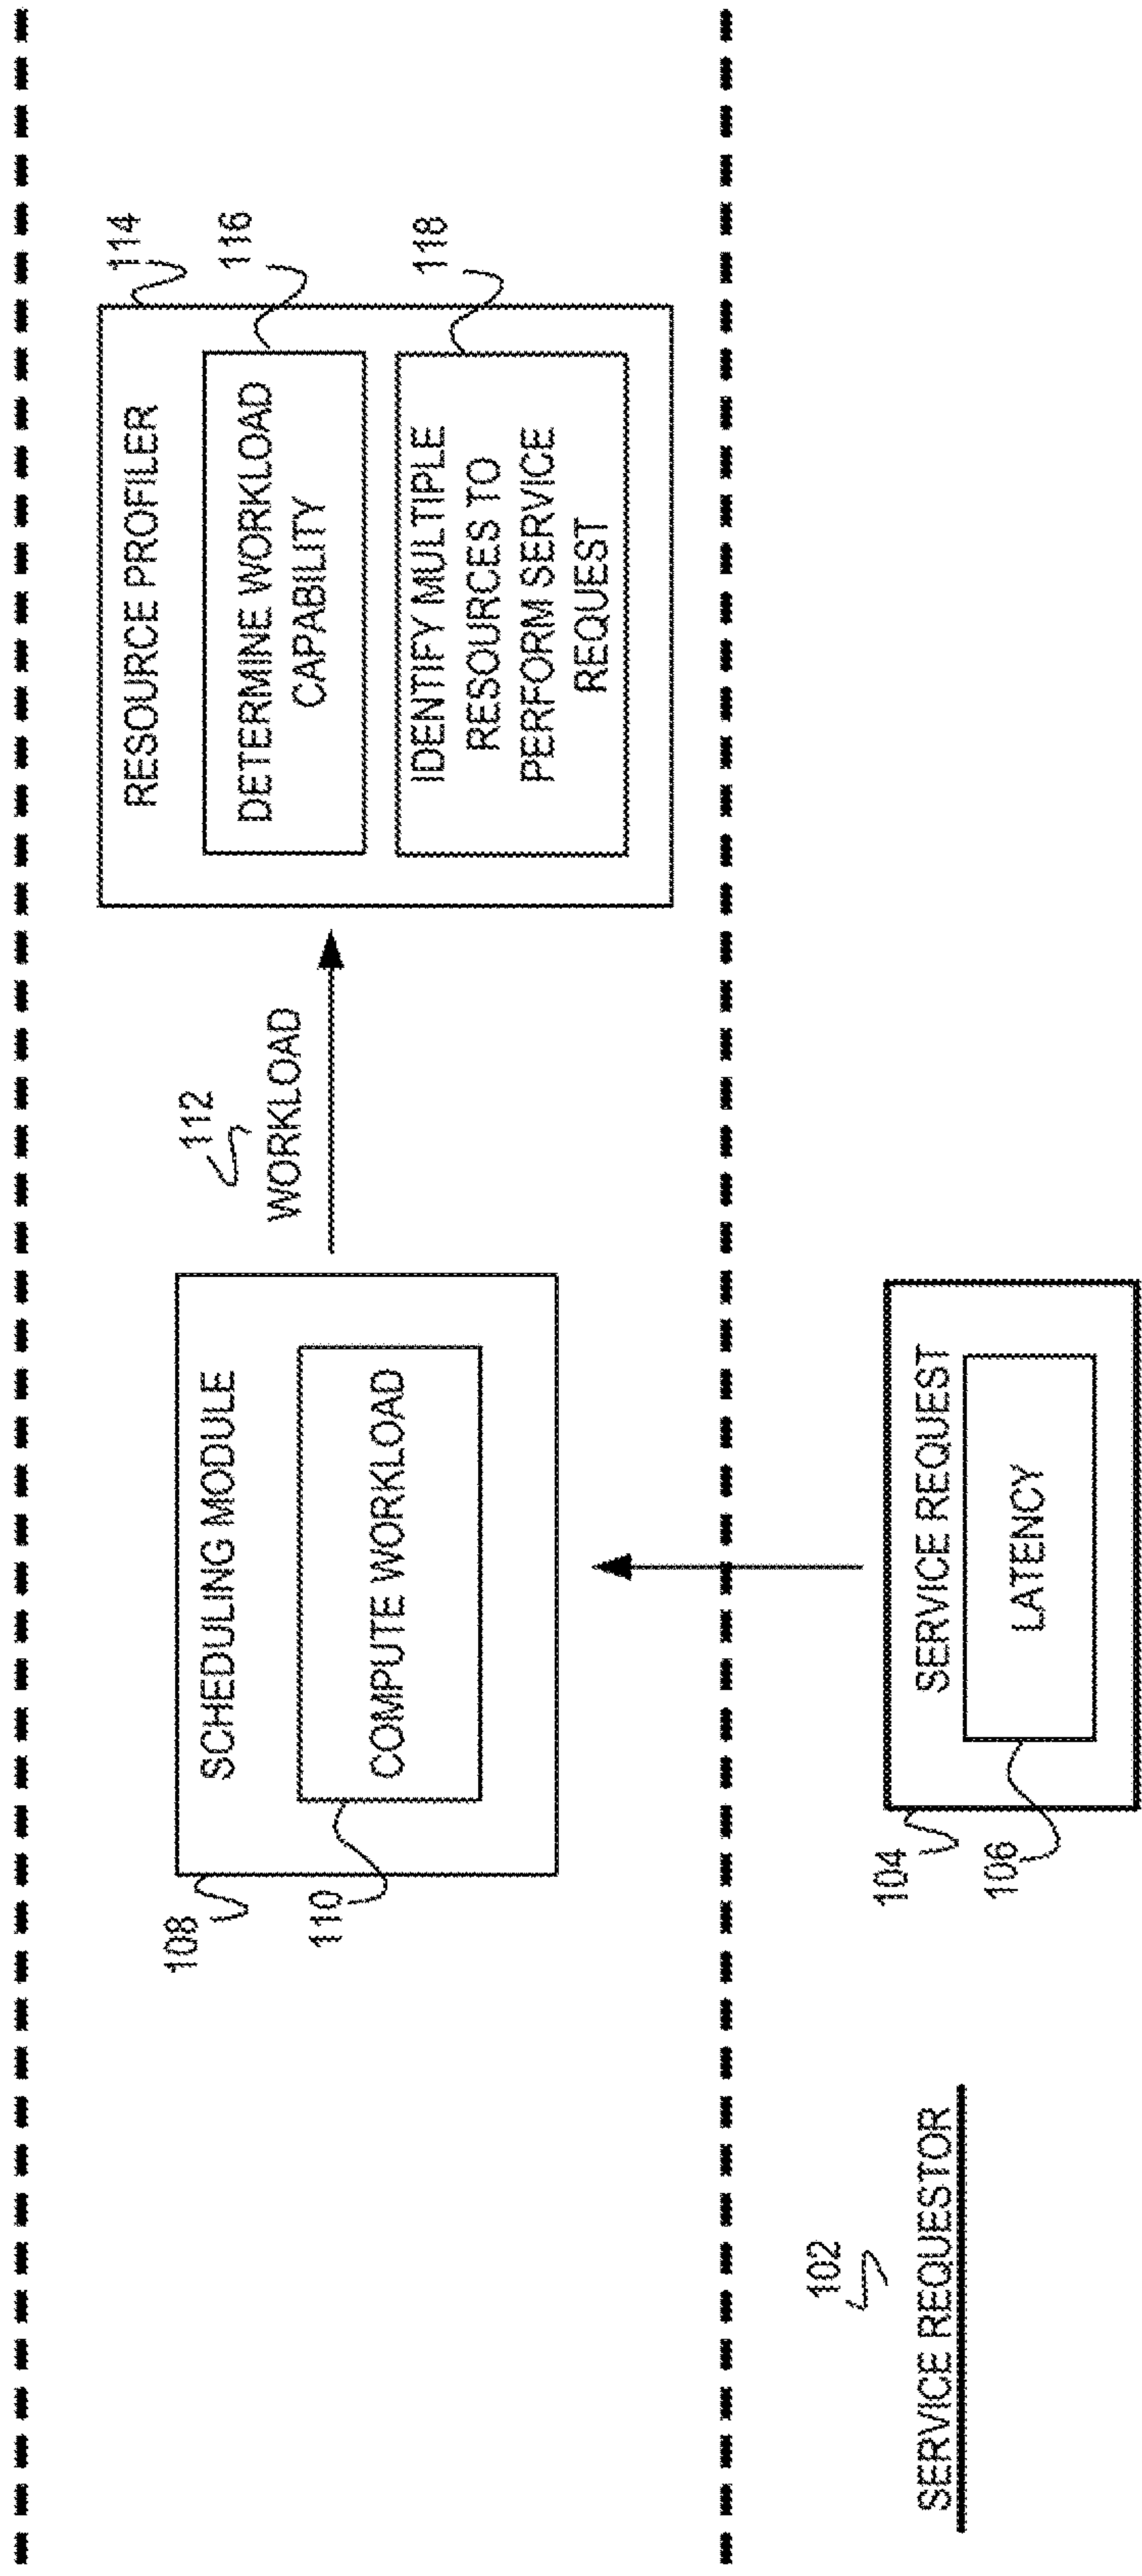 114
RESOURCE PROFILER
116
DETERMINE WORKLOAD
CAPABILITY
118
IDENTIFY MULTIPLE
RESOURCES TO
PERFORM SERVICE
REQUEST
112
WORKLOAD
108
SCHEDULING MODULE
110
COMPUTE WORKLOAD
104
SERVICE REQUEST
106
LATENCY
102
SERVICE REQUESTOR